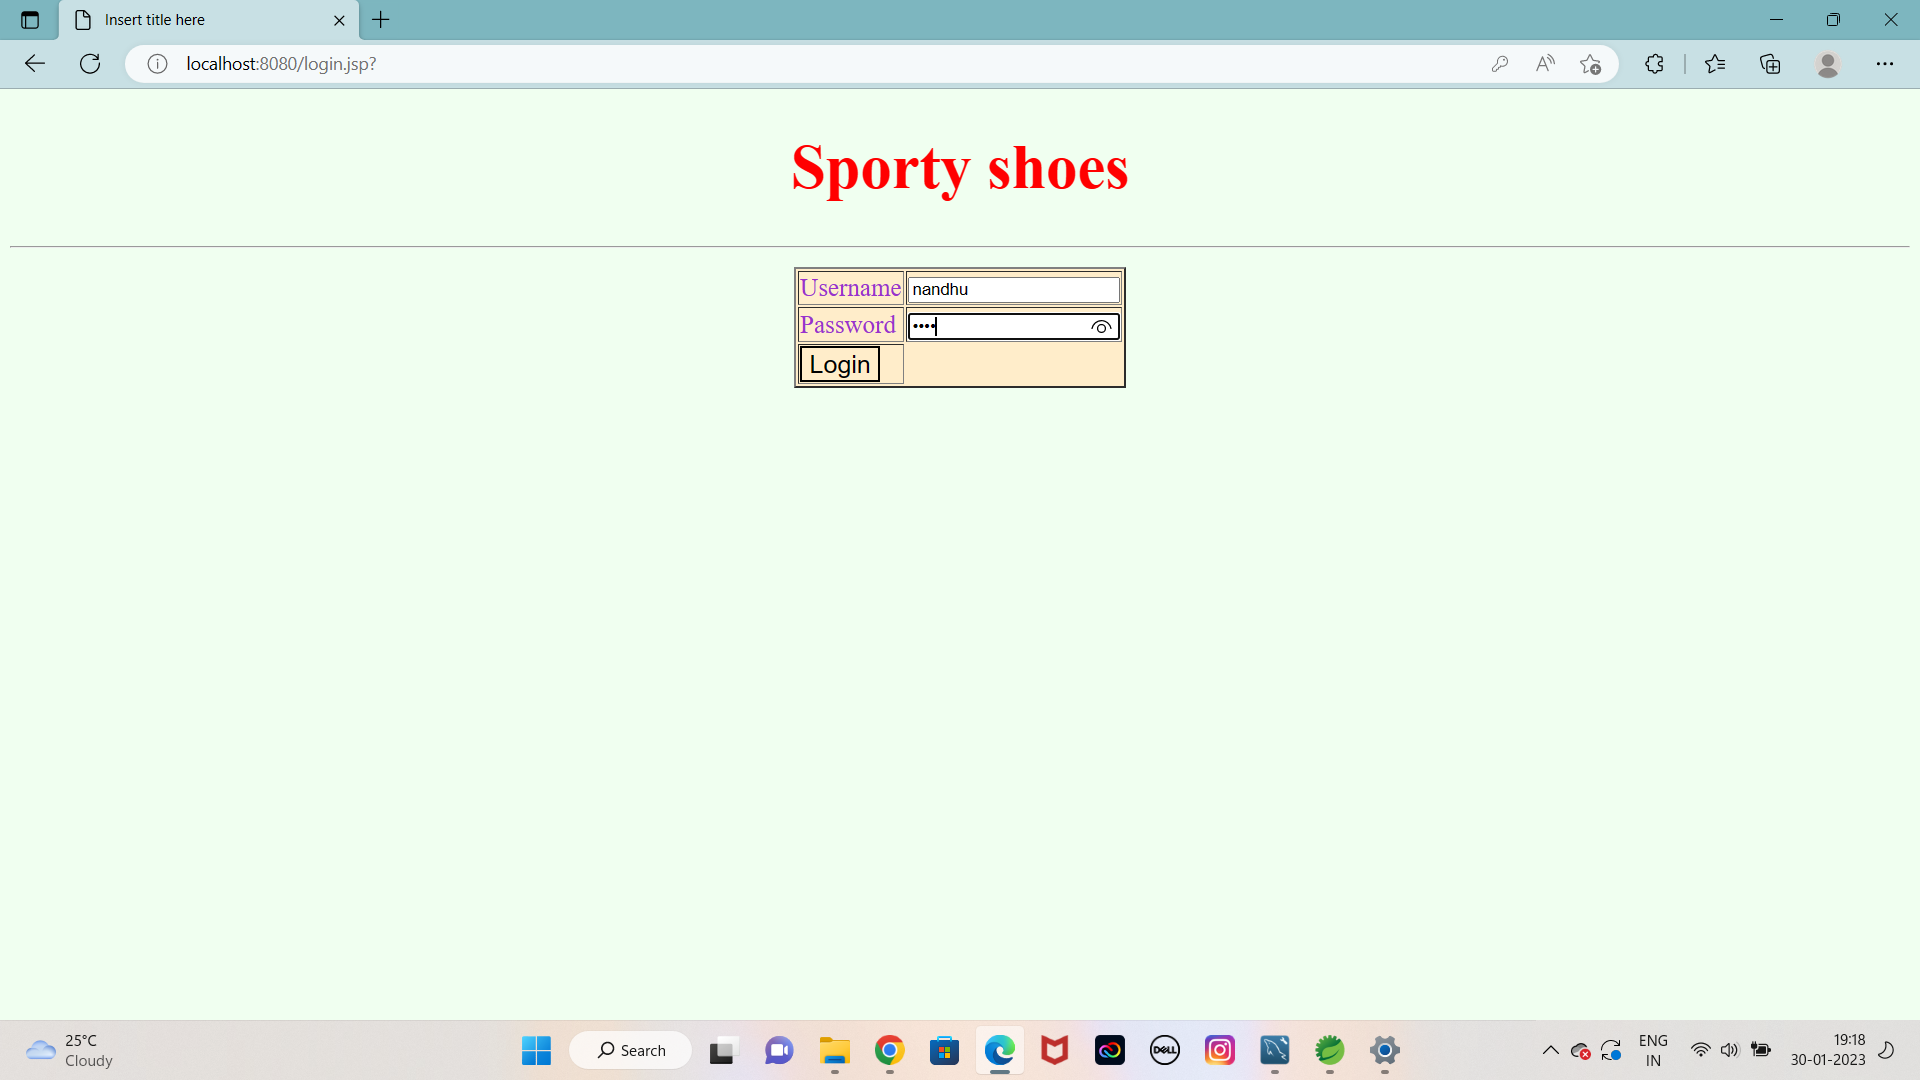 Insert title here
localhost:8080/login.jsp?
Sporty shoes
Username nandhu
Password ••••
Login
25°C
Cloudy
Search
DELL
ENG
IN
19:18
30-01-2023